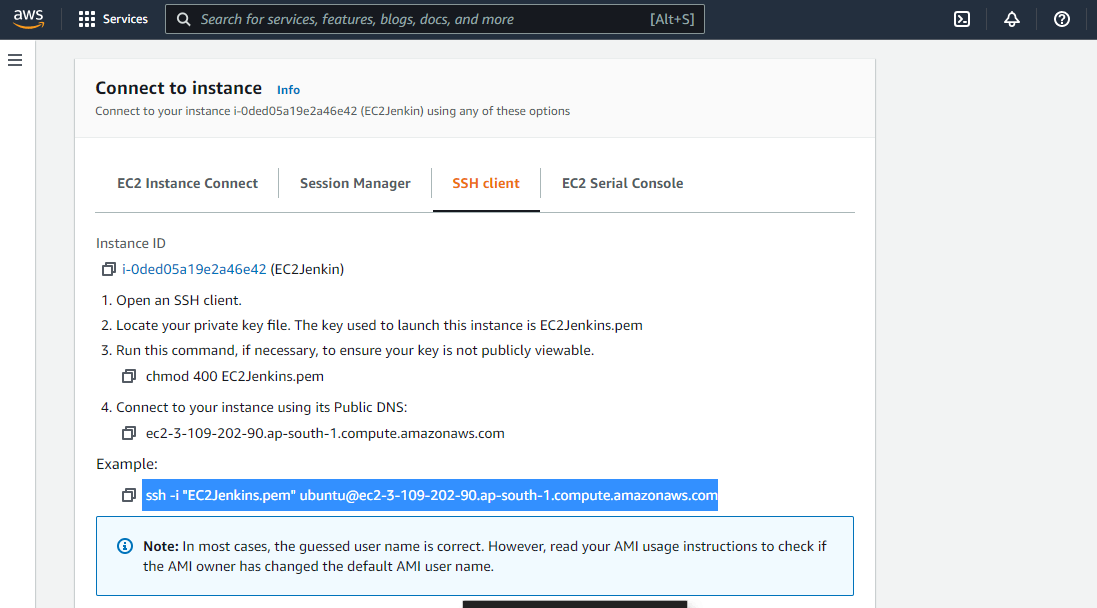 aws
Services
Search for services, features, blogs, docs, and more
[Alt+S]
Connect to instance Info
Connect to your instance i-0ded05a19e2a46e42 (EC2Jenkin) using any of these options
EC2 Instance Connect
Session Manager
SSH client
EC2 Serial Console
Instance ID
i-0ded05a19e2a46e42 (EC2Jenkin)
1. Open an SSH client.
2. Locate your private key file. The key used to launch this instance is EC2Jenkins.pem
3. Run this command, if necessary, to ensure your key is not publicly viewable.
chmod 400 EC2Jenkins.pem
4. Connect to your instance using its Public DNS:
ec2-3-109-202-90.ap-south-1.compute.amazonaws.com
Example:
ssh -i "EC2Jenkins.pem" ubuntu@ec2-3-109-202-90.ap-south-1.compute.amazonaws.com
Note: In most cases, the guessed user name is correct. However, read your AMI usage instructions to check if
the AMI owner has changed the default AMI user name.